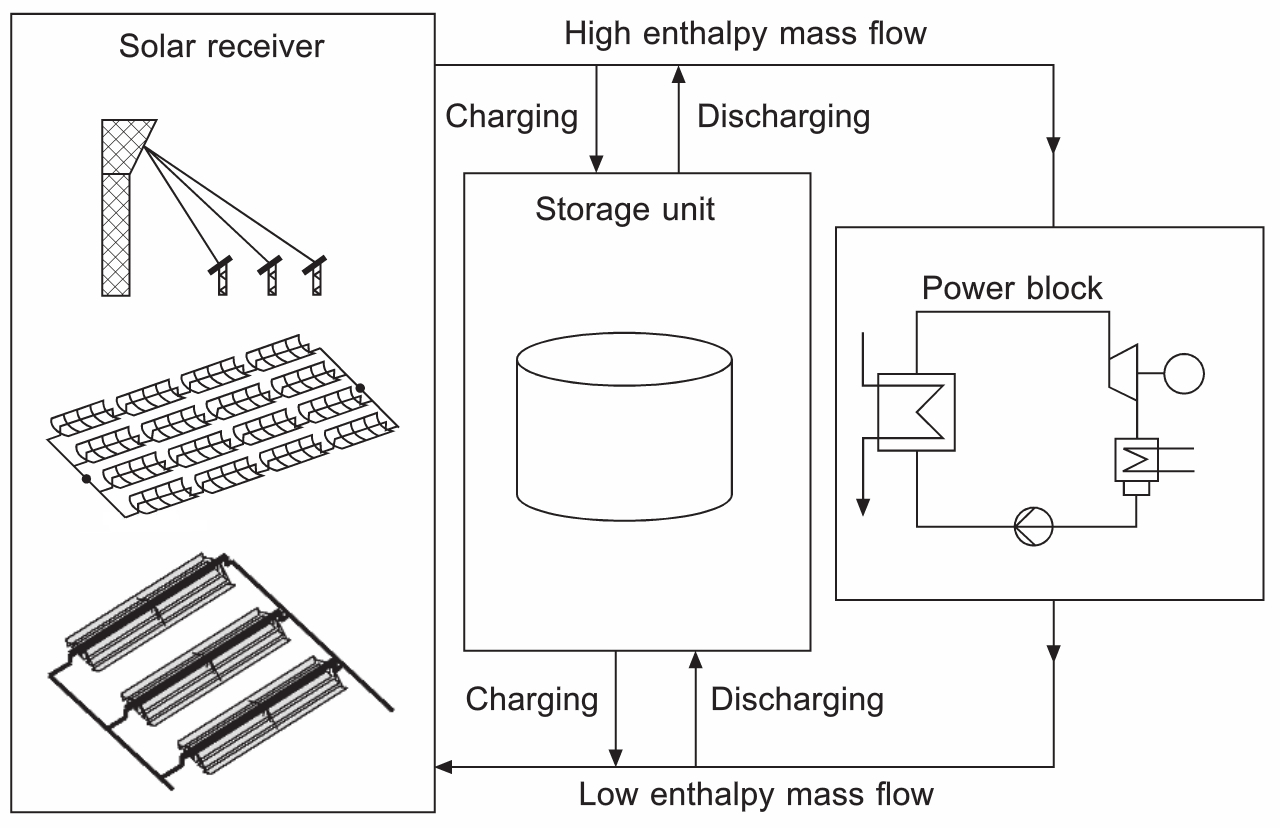 Solar receiver
High enthalpy mass flow
Charging
Discharging
Storage unit
Power block
Charging
Discharging
Low enthalpy mass flow